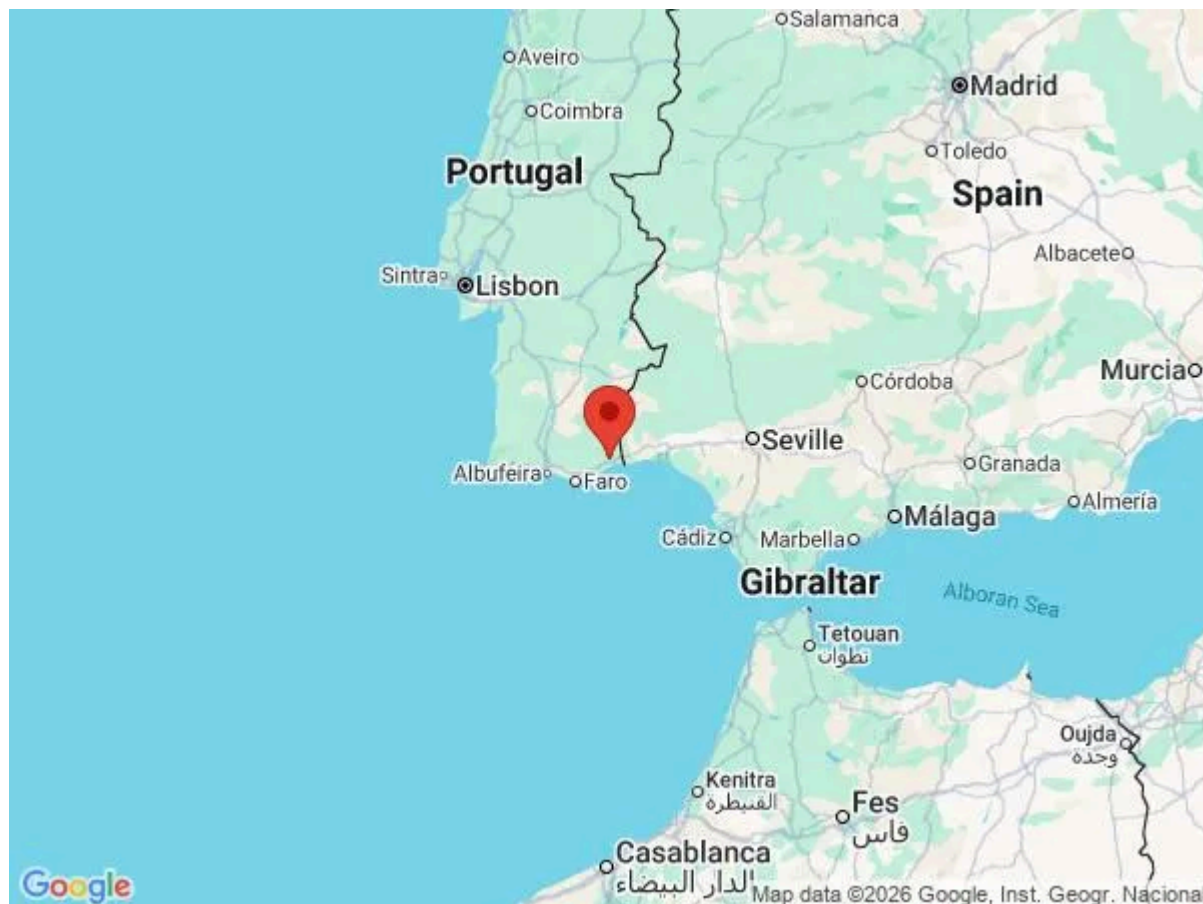 Salamanca
Aveiro
Madrid
Coimbra
Toledo
Portugal
Spain
Albacete
Sintra
Lisbon
Murcia
Córdoba
Seville
Albufeira
Faro
Granada
Almería
Málaga
Cádiz
Marbella
Gibraltar
Alboran Sea
Tetouan
تطوان
Oujda
وجدة
Kenitra
القنيطرة
Fes
فاس
Casablanca
الدار البيضاء
Google
Map data ©2026 Google, Inst. Geogr. Nacional